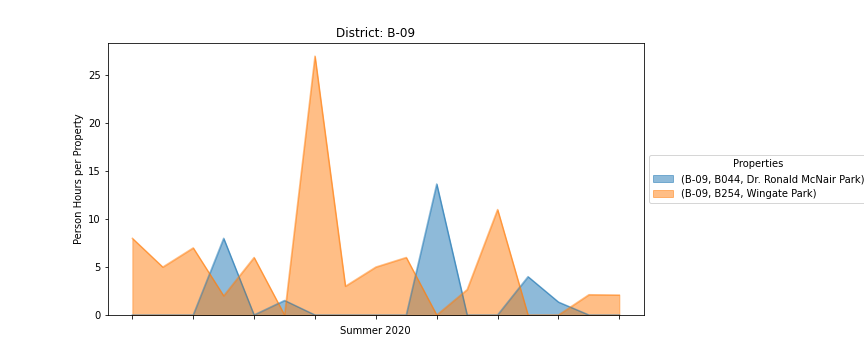 District: B-09
Person Hours per Property
25
20
15
10
5
0
Summer 2020
Properties
(B-09, B044, Dr. Ronald McNair Park)
(B-09, B254, Wingate Park)